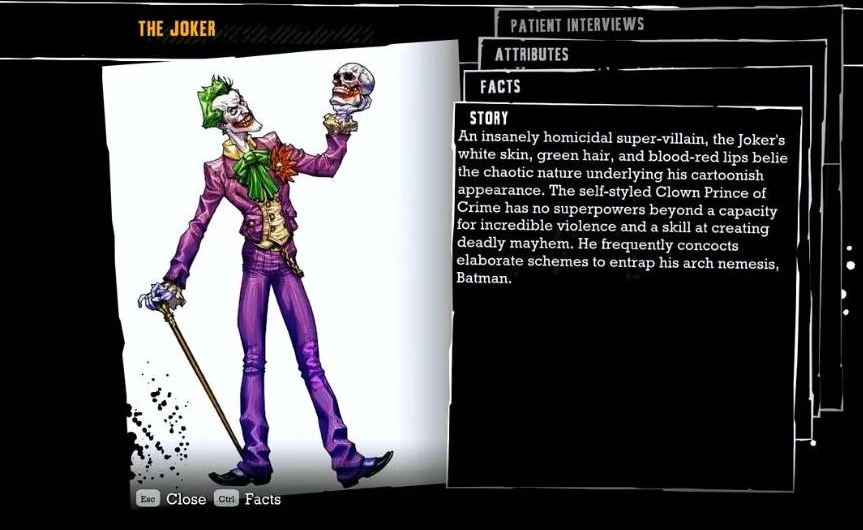 THE JOKER
PATIENT INTERVIEWS
ATTRIBUTES
FACTS
STORY
An insanely homicidal super-villain, the Joker's
white skin, green hair, and blood-red lips belie
the chaotic nature underlying his cartoonish
appearance. The self-styled Clown Prince of
Crime has no superpowers beyond a capacity
for incredible violence and a skill at creating
deadly mayhem. He frequently concocts
elaborate schemes to entrap his arch nemesis,
Batman.
Esc Close Ctrl Facts